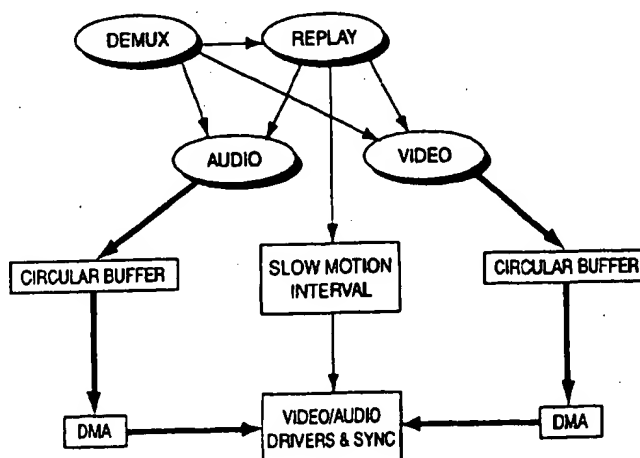 DEMUX
REPLAY
AUDIO
VIDEO
CIRCULAR BUFFER
SLOW MOTION
INTERVAL
CIRCULAR BUFFER
DMA
VIDEO/AUDIO
DRIVERS & SYNC
DMA